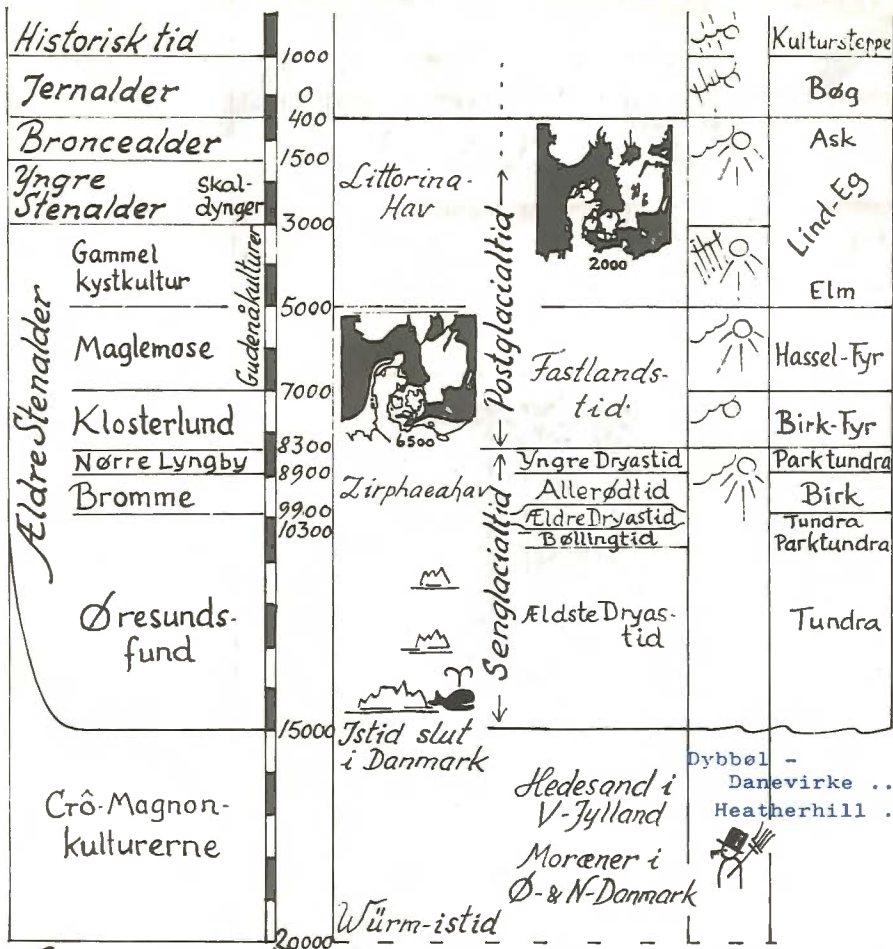 Historisk tid
Jernalder
Broncealder
Yngre
Stenalder
Skal-
dynger
Ældre Stenalder
Gammel
kystkultur
Gudenåkulturer
Maglemose
Klosterlund
Nørre Lyngby
Bromme
Øresunds-
fund
Crô-Magnon-
kulturerne
1000
0
400
1500
3000
5000
7000
8300
8900
9900
10300
15000
20000
Littorina-
Hav
6500
Zirphaeahav
Istid slut
i Danmark
Würm-istid
Postglacialtid
Senglacialtid
2000
Fastlands-
tid.
Yngre Dryastid
Allerødtid
Ældre Dryastid
Bøllingtid
Ældste Dryas-
tid
Hedesand i
V-Jylland
Moræner i
Ø- & N-Danmark
Kultursteppe
Bøg
Ask
Lind-Eg
Elm
Hassel-Fyr
Birk-Fyr
Parktundra
Birk
Tundra
Parktundra
Tundra
Dybbøl -
Danevirke ..
Heatherhill .